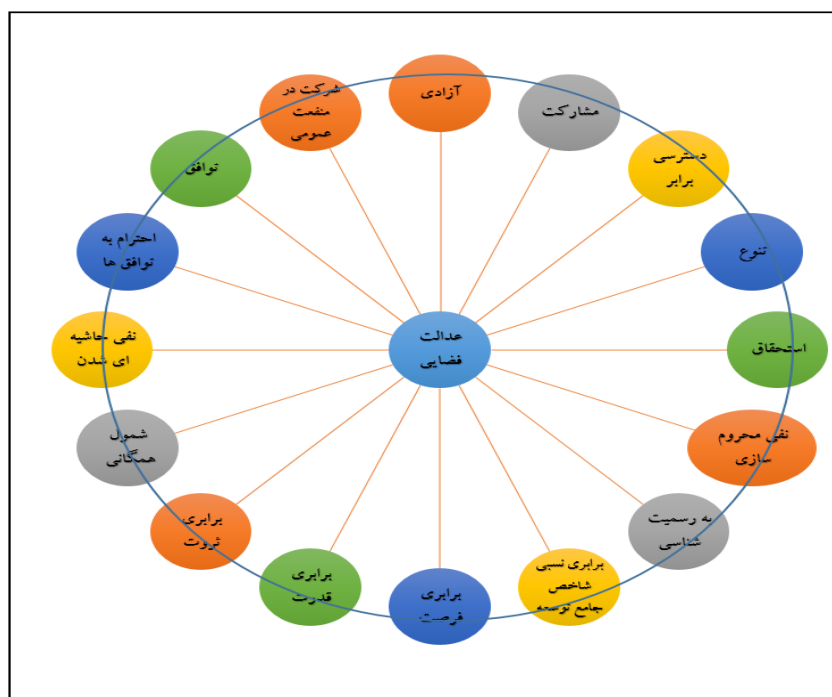 آزادی
مشارکت
دسترسی
برابر
تنوع
استحقاق
نفی محروم
سازی
به رسمیت
شناسی
برابری نسبی
شاخص
جامع توسعه
برابری
فرصت
برابری
قدرت
برابری
ثروت
شمول
همگانی
نفی حاشیه
ای شدن
احترام به
توافق ها
توافق
شرکت در
منفعت
عمومی
عدالت
فضایی